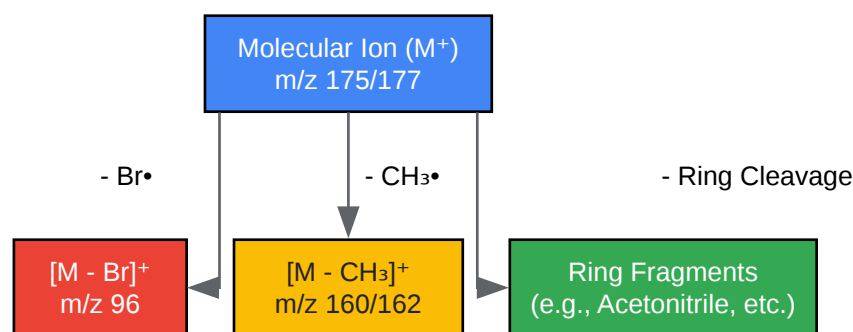 Molecular Ion (M⁺)
m/z 175/177
- Br•
- CH₃•
- Ring Cleavage
[M - Br]⁺
m/z 96
[M - CH₃]⁺
m/z 160/162
Ring Fragments
(e.g., Acetonitrile, etc.)